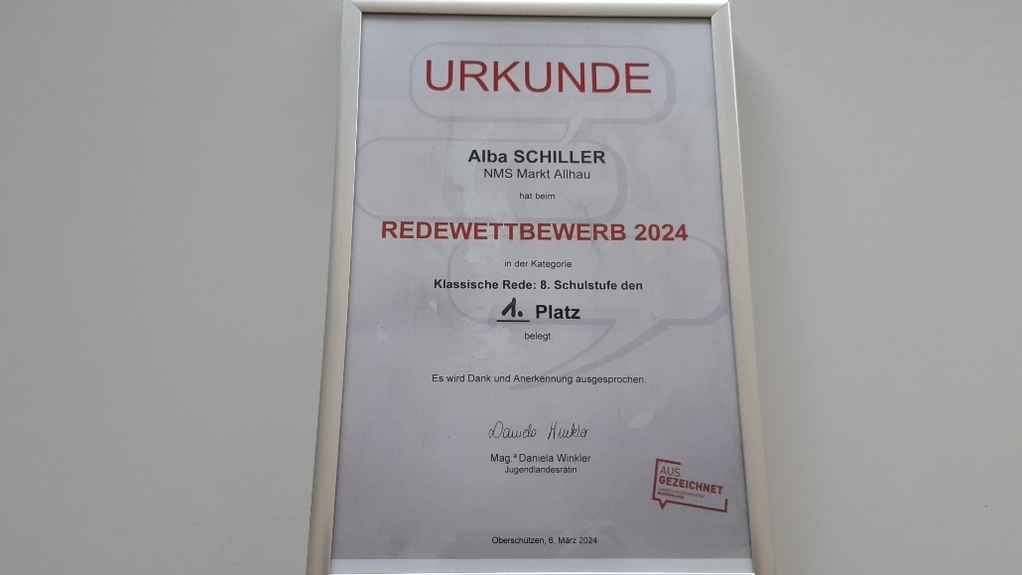 URKUNDE
Alba SCHILLER
NMS Markt Allhau
hat beim
REDEWETTBEWERB 2024
in der Kategorie
Klassische Rede: 8. Schulstufe den
1. Platz
belegt.
Es wird Dank und Anerkennung ausgesprochen.
Daniela Winkler
Mag.ª Daniela Winkler
Jugendlandesrätin
AUS
GEZEICHNET
BURGENLAND
Oberschützen, 6. März 2024